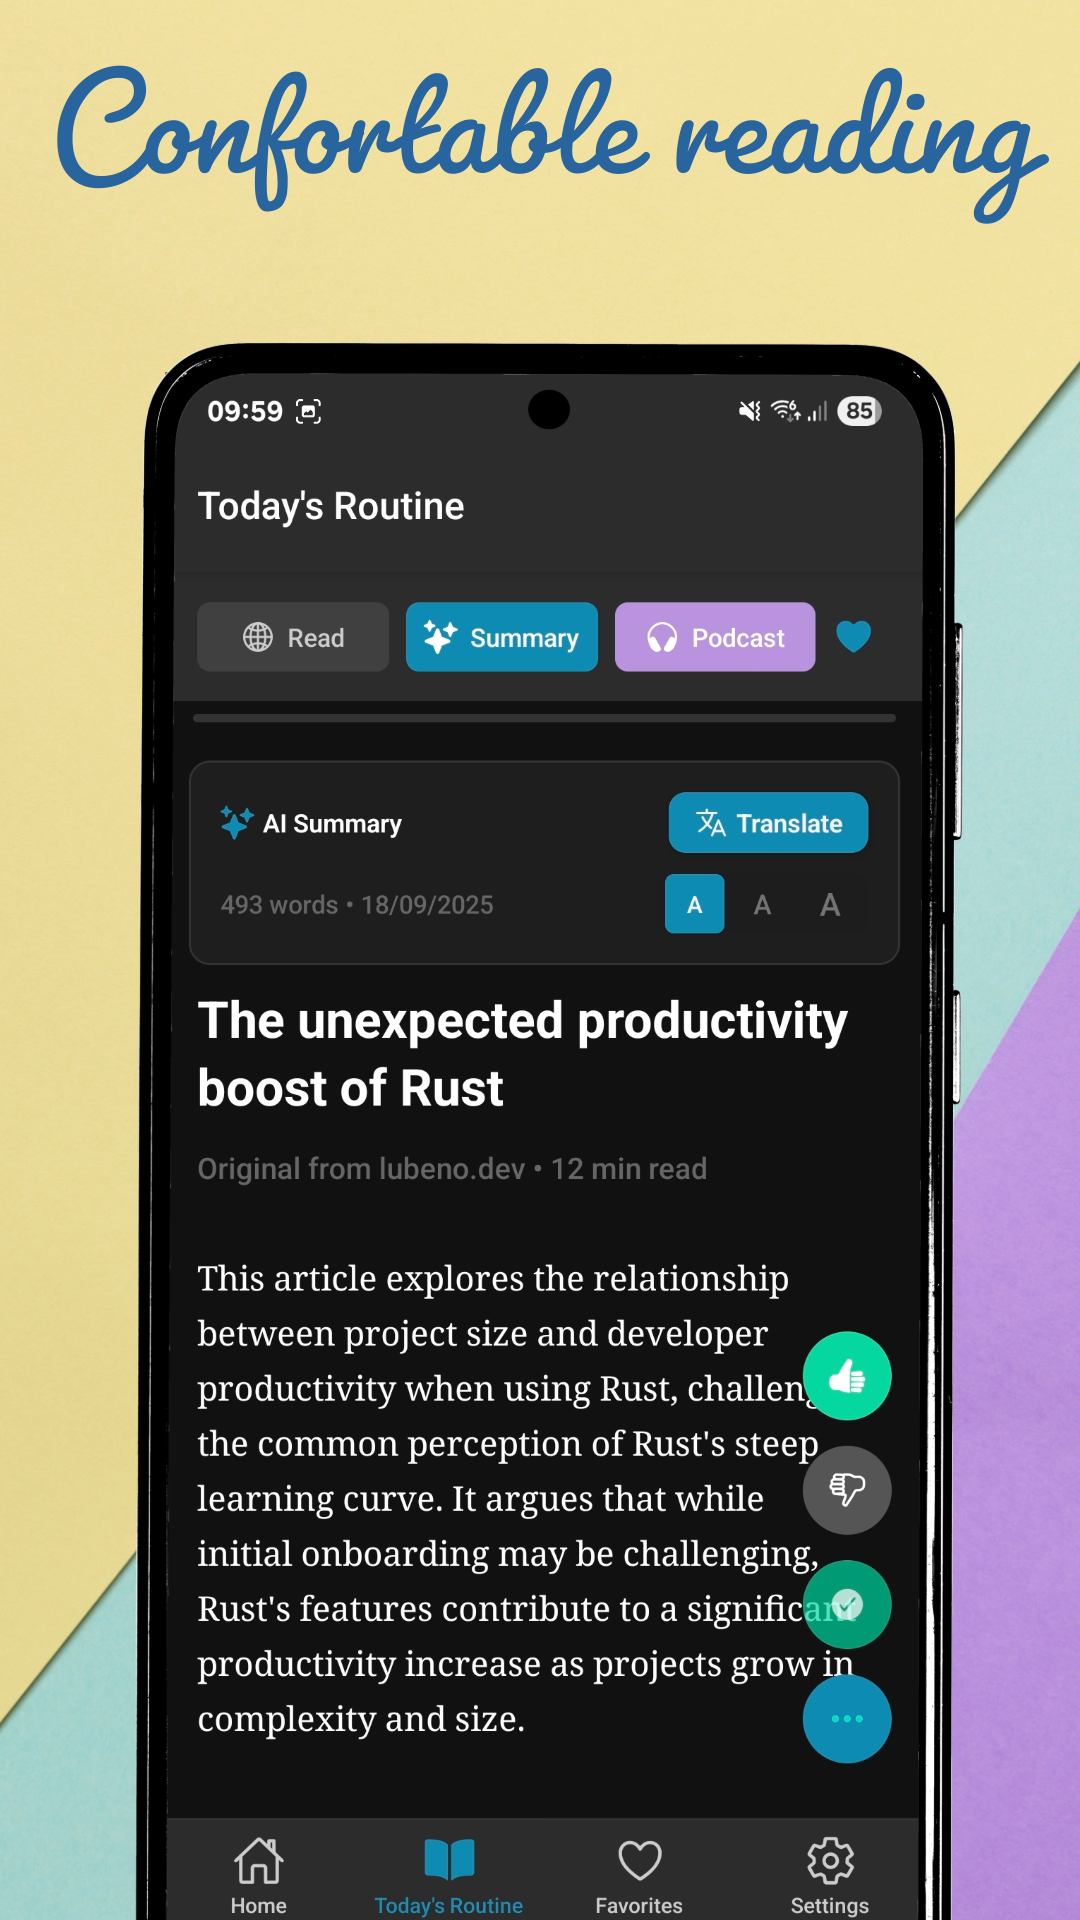 Confortable reading
09:59
6
85
Today's Routine
Read
Summary
Podcast
AI Summary
Translate
493 words • 18/09/2025
A A A
The unexpected productivity
boost of Rust
Original from lubeno.dev • 12 min read
This article explores the relationship
between project size and developer
productivity when using Rust,
the common perception of Rust's steep
learning curve. It argues that while
initial onboarding may be challenging,
Rust's features contribute to a significant
productivity increase as projects grow in
complexity and size.
Home
Today's Routine
Favorites
Settings